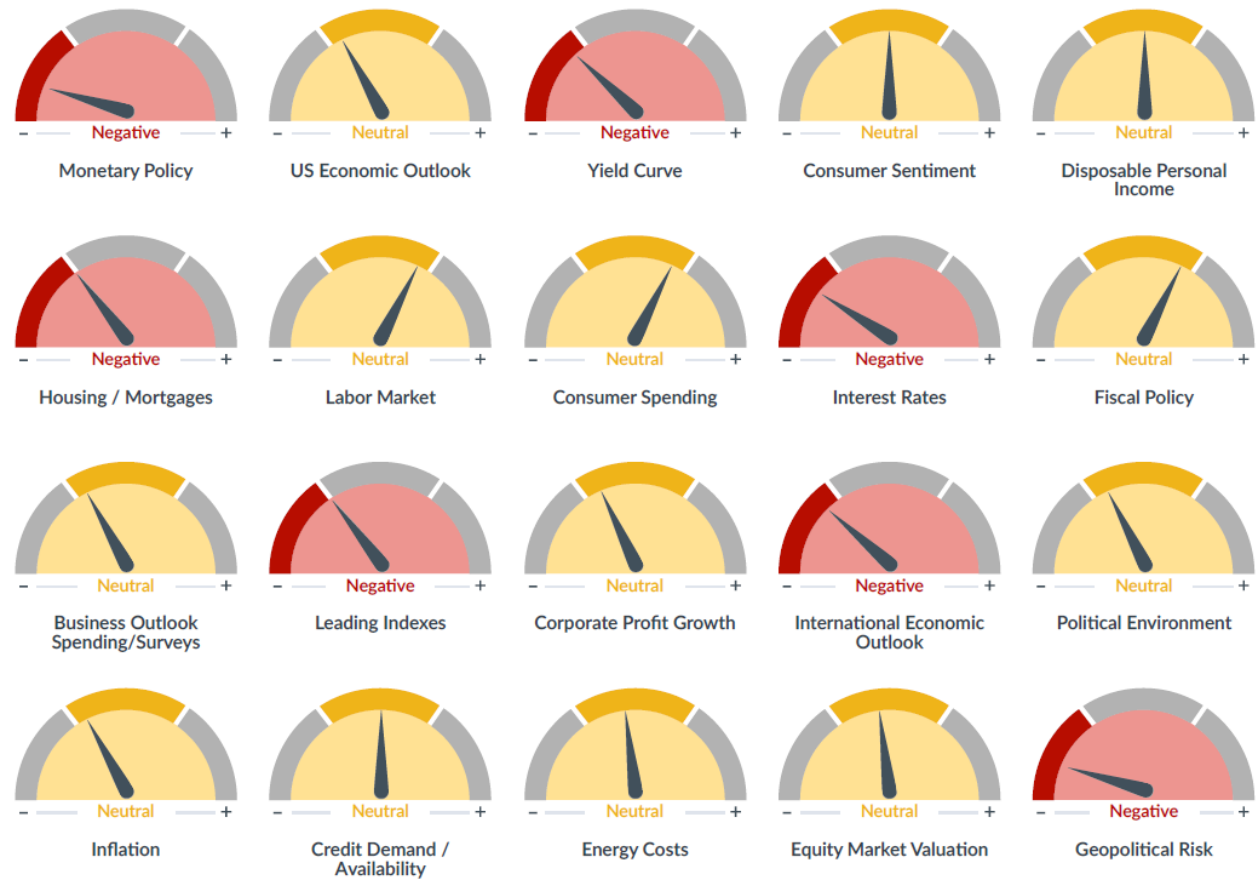 - Negative +
Monetary Policy
- Neutral +
US Economic Outlook
- Negative +
Yield Curve
- Neutral +
Consumer Sentiment
- Neutral +
Disposable Personal
Income
- Negative +
Housing / Mortgages
- Neutral +
Labor Market
- Neutral +
Consumer Spending
- Negative +
Interest Rates
- Neutral +
Fiscal Policy
- Neutral +
Business Outlook
Spending/Surveys
- Negative +
Leading Indexes
- Neutral +
Corporate Profit Growth
- Negative +
International Economic
Outlook
- Neutral +
Political Environment
- Neutral +
Inflation
- Neutral +
Credit Demand /
Availability
- Neutral +
Energy Costs
- Neutral +
Equity Market Valuation
- Negative +
Geopolitical Risk